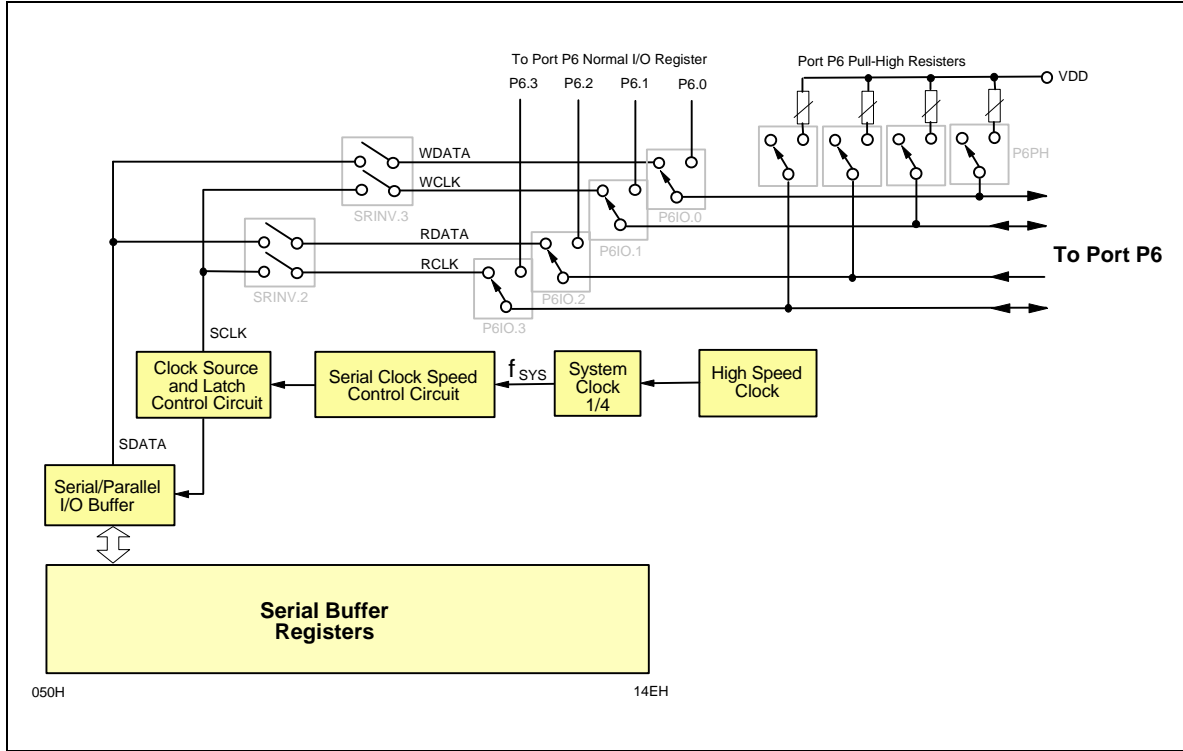 To Port P6 Normal I/O Register
P6.3 P6.2 P6.1 P6.0
Port P6 Pull-High Resisters
VDD
P6PH
WDATA
WCLK
SRINV.3
P6IO.0
RDATA
P6IO.1
RCLK
SRINV.2
P6IO.2
P6IO.3
To Port P6
SCLK
Clock Source
and Latch
Control Circuit
Serial Clock Speed
Control Circuit
f SYS
System
Clock
1/4
High Speed
Clock
SDATA
Serial/Parallel
I/O Buffer
Serial Buffer
Registers
050H
14EH